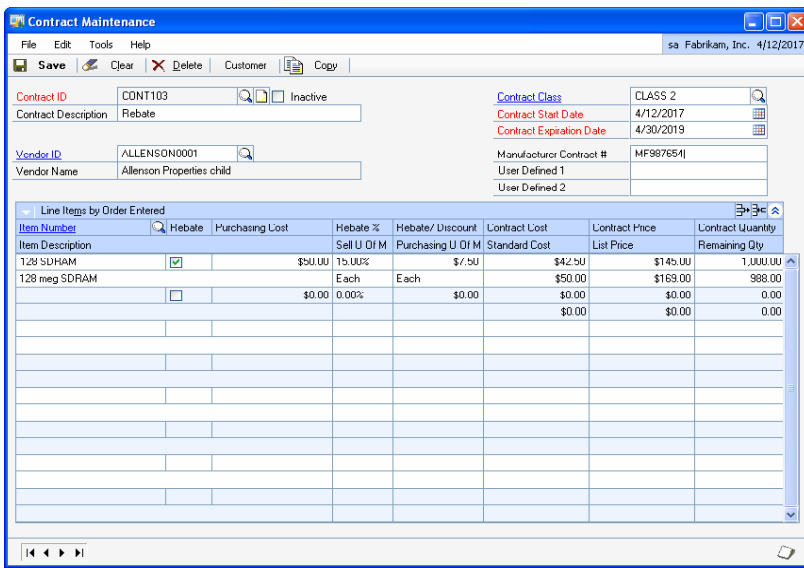 Contract Maintenance
File Edit Tools Help sa Fabrikam, Inc. 4/12/2017
Save Clear Delete Customer Copy
Contract ID CONT103 Inactive Contract Class CLASS 2
Contract Description Rebate Contract Start Date 4/12/2017
Contract Expiration Date 4/30/2019
Vendor ID ALLENSON0001 Manufacturer Contract # MF987654
Vendor Name Allenson Properties child User Defined 1
User Defined 2
Line Items by Order Entered
Item Number Rebate Purchasing Cost Rebate % Rebate/ Discount Contract Cost Contract Price Contract Quantity
Item Description Sell U Of M Purchasing U Of M Standard Cost List Price Remaining Qty
128 SDRAM $50.00 15.00% $7.50 $42.50 $145.00 1,000.00
128 meg SDRAM Each Each $50.00 $169.00 988.00
$0.00 0.00% $0.00 $0.00 $0.00 0.00
$0.00 $0.00 0.00